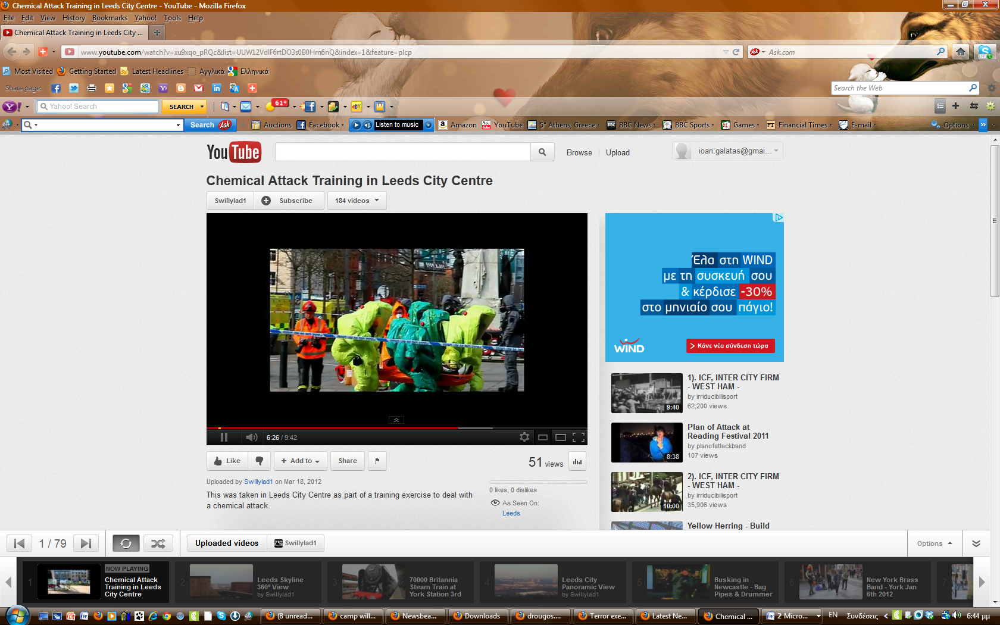 Chemical Attack Training in Leeds City Centre - YouTube - Mozilla Firefox
File Edit View History Bookmarks Yahoo! Tools Help
Chemical Attack Training in Leeds City ...
www.youtube.com/watch?v=xu9xqo_pRQc&list=UUW12VdIF6rtDO3s0B0Hm6nQ&index=1&feature=plcp
Ask Ask.com
Most Visited Getting Started Latest Headlines Αγγλικά Ελληνικά
Share page:
Search the Web
Y! Yahoo! Search SEARCH 61°
Search Ask Auctions Facebook Listen to music Amazon YouTube 5° Athens, Greece BBC News BBC Sports Games Financial Times E-mail Options
YouTube
Browse Upload ioan.galatas@gmai...
Chemical Attack Training in Leeds City Centre
Swillylad1 Subscribe 184 videos
Έλα στη WIND
με τη συσκευή σου
& κέρδισε -30%
στο μηνιαίο σου πάγιο!
WIND
Κάνε νέα σύνδεση τώρα
6:26 / 9:42
Like Add to Share
51 views
Uploaded by Swillylad1 on Mar 18, 2012
This was taken in Leeds City Centre as part of a training exercise to deal with
a chemical attack.
0 likes, 0 dislikes
As Seen On:
Leeds
9:40
1). ICF, INTER CITY FIRM
- WEST HAM -
by irriducibilisport
62,200 views
8:38
Plan of Attack at
Reading Festival 2011
by planofattackband
107 views
10:00
2). ICF, INTER CITY FIRM
- WEST HAM -
by irriducibilisport
35,906 views
Yellow Herring - Build
1 / 79
Uploaded videos Swillylad1
Options
1
NOW PLAYING
Chemical Attack
Training in Leeds
City Centre
2
Leeds Skyline
360º View
by Swillylad1
3
70000 Britannia
Steam Train at
York Station 3rd
4
Leeds City
Panoramic View
by Swillylad1
5
Busking in
Newcastle - Bag
Pipes & Drummer
6
New York Brass
Band - York Jan
6th 2012
7
(8 unread... camp will... Newsbea... Downloads drougos.... Terror exe... Latest Ne... Chemical ... 2 Micro... EN Συνδέσεις 6:44 μμ